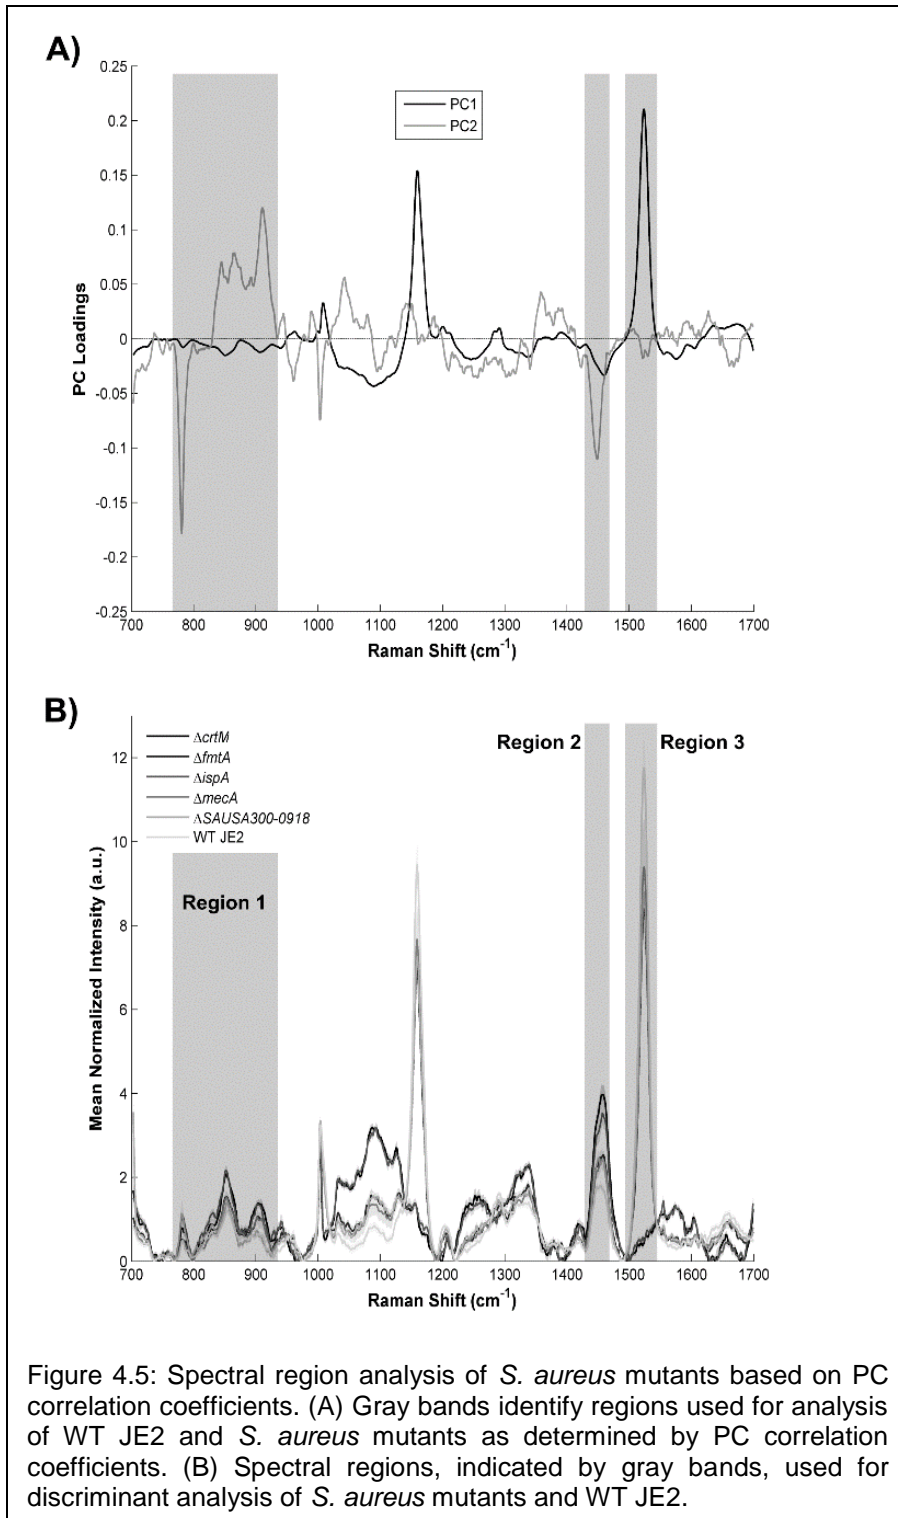 A)
0.25
0.2
0.15
0.1
0.05
0
-0.05
-0.1
-0.15
-0.2
-0.25
PC Loadings
PC1
PC2
700 800 900 1000 1100 1200 1300 1400 1500 1600 1700
Raman Shift (cm-1)
B)
12
10
8
6
4
2
0
Mean Normalized Intensity (a.u.)
ΔcrtM
ΔfmtA
ΔispA
ΔmecA
ΔSAUSA300-0918
WT JE2
Region 1
Region 2
Region 3
700 800 900 1000 1100 1200 1300 1400 1500 1600 1700
Raman Shift (cm-1)
Figure 4.5: Spectral region analysis of S. aureus mutants based on PC
correlation coefficients. (A) Gray bands identify regions used for analysis
of WT JE2 and S. aureus mutants as determined by PC correlation
coefficients. (B) Spectral regions, indicated by gray bands, used for
discriminant analysis of S. aureus mutants and WT JE2.